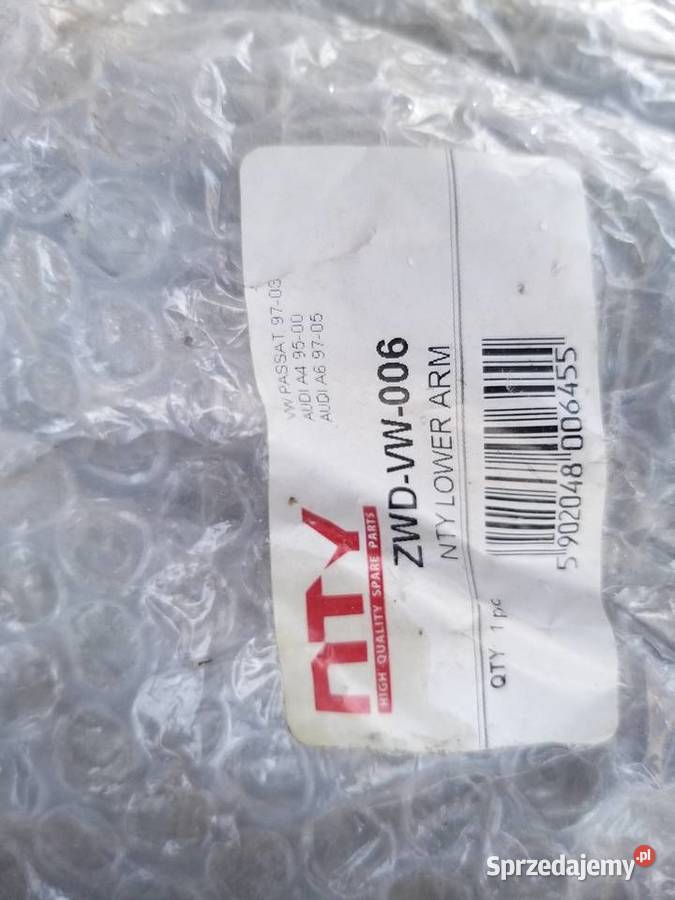 VW PASSAT 97-03
AUDI A4 95-00
AUDI A6 97-05
NTY
HIGH QUALITY SPARE PARTS
ZWD-VW-006
NTY LOWER ARM
QTY 1 pc
5 902048 006455
Sprzedajemy.pl